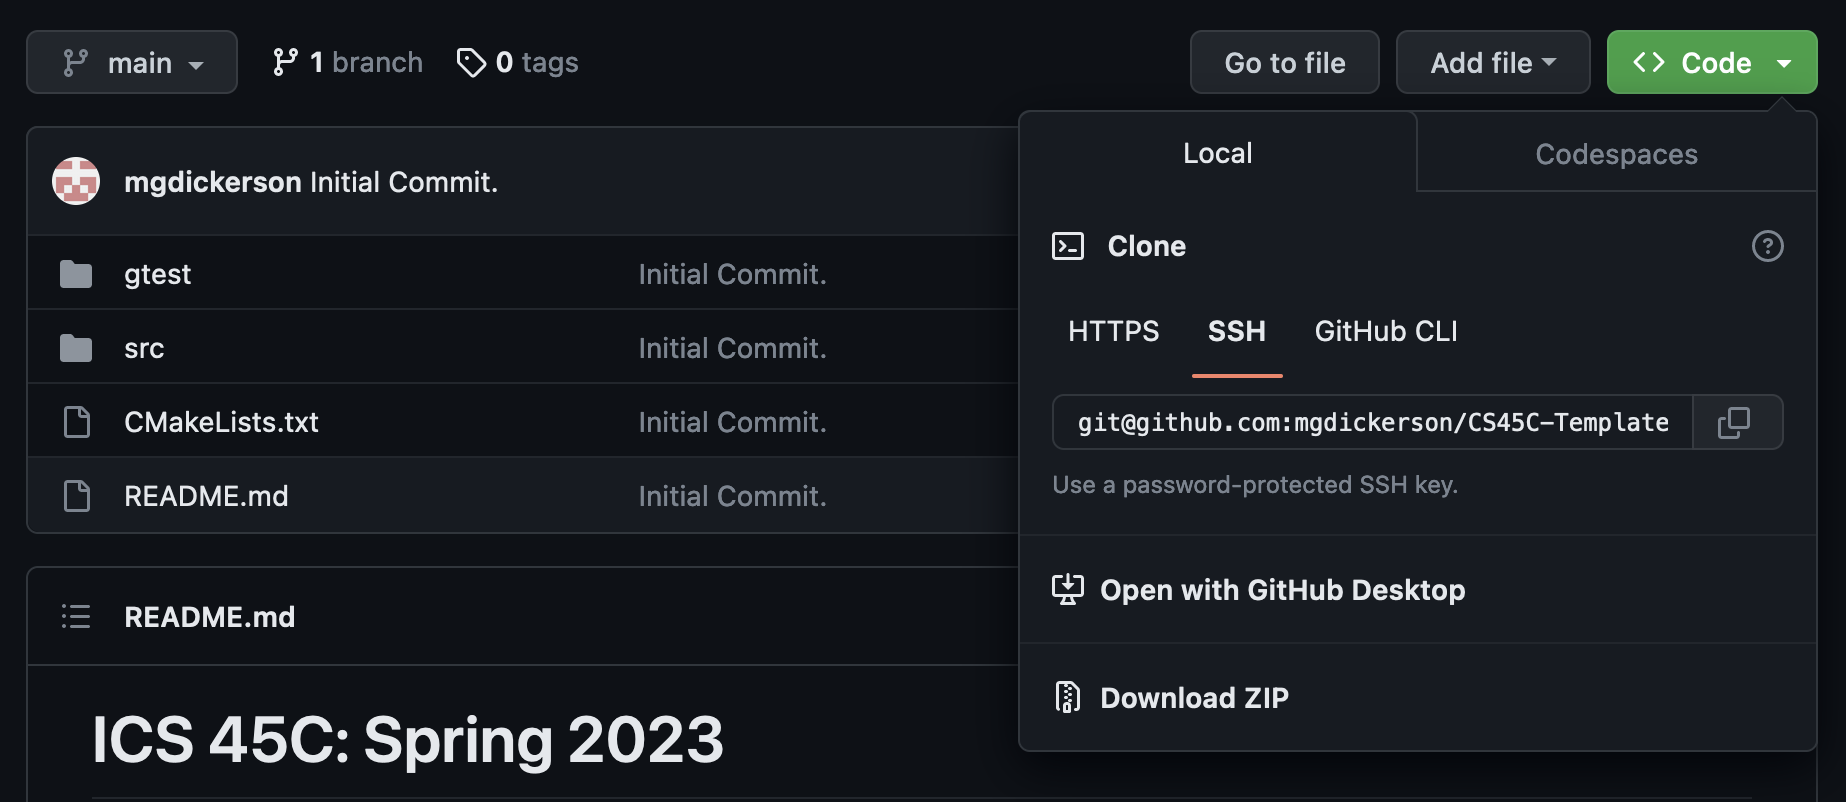 main
1 branch
0 tags
Go to file
Add file
Code
mgdickerson Initial Commit.
gtest Initial Commit.
src Initial Commit.
CMakeLists.txt Initial Commit.
README.md Initial Commit.
README.md
ICS 45C: Spring 2023
Local
Codespaces
Clone
HTTPS
SSH
GitHub CLI
git@github.com:mgdickerson/CS45C-Template
Use a password-protected SSH key.
Open with GitHub Desktop
Download ZIP